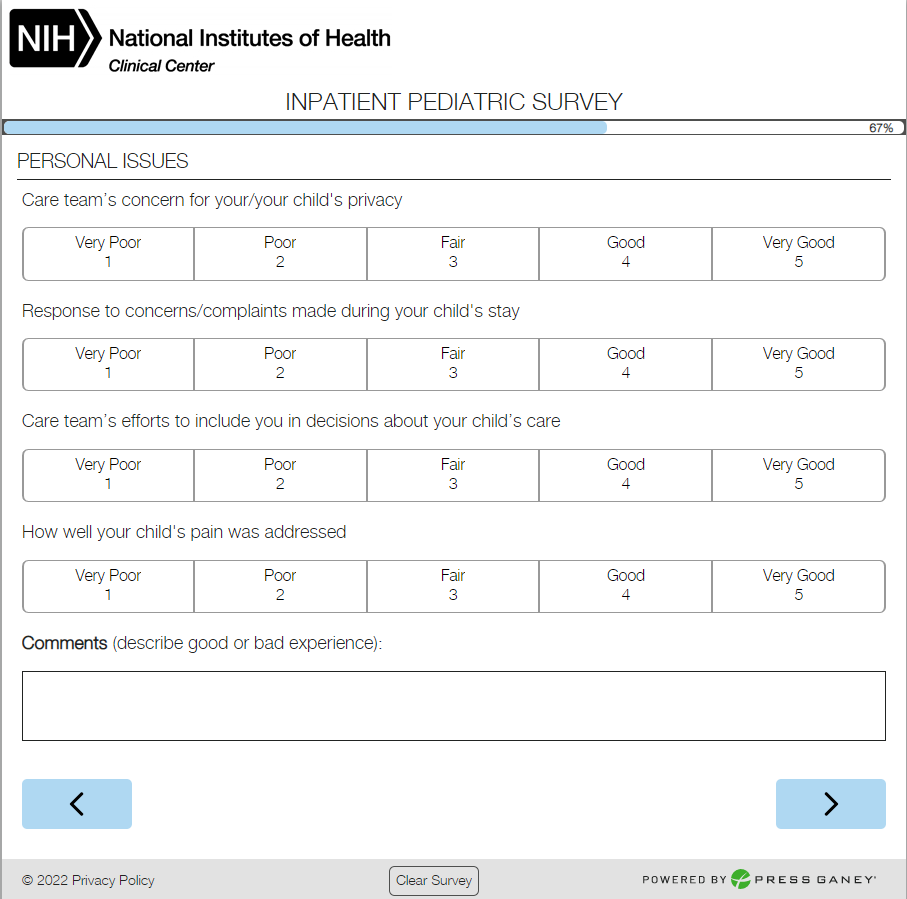 NIH National Institutes of Health
Clinical Center
INPATIENT PEDIATRIC SURVEY
67%
PERSONAL ISSUES
Care team’s concern for your/your child's privacy
Very Poor Poor Fair Good Very Good
1 2 3 4 5
Response to concerns/complaints made during your child's stay
Very Poor Poor Fair Good Very Good
1 2 3 4 5
Care team’s efforts to include you in decisions about your child’s care
Very Poor Poor Fair Good Very Good
1 2 3 4 5
How well your child's pain was addressed
Very Poor Poor Fair Good Very Good
1 2 3 4 5
Comments (describe good or bad experience):
© 2022 Privacy Policy Clear Survey POWERED BY PRESS GANEY